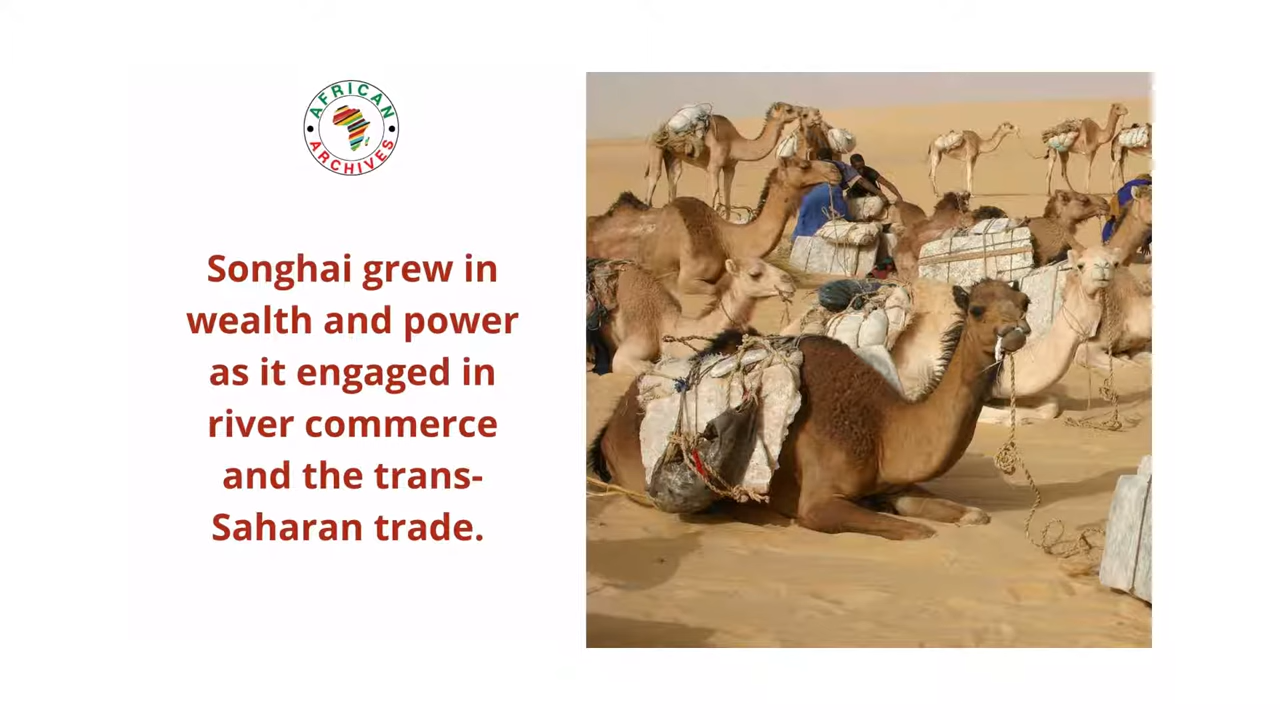 AFRICAN
ARCHIVES
Songhai grew in
wealth and power
as it engaged in
river commerce
and the trans-
Saharan trade.